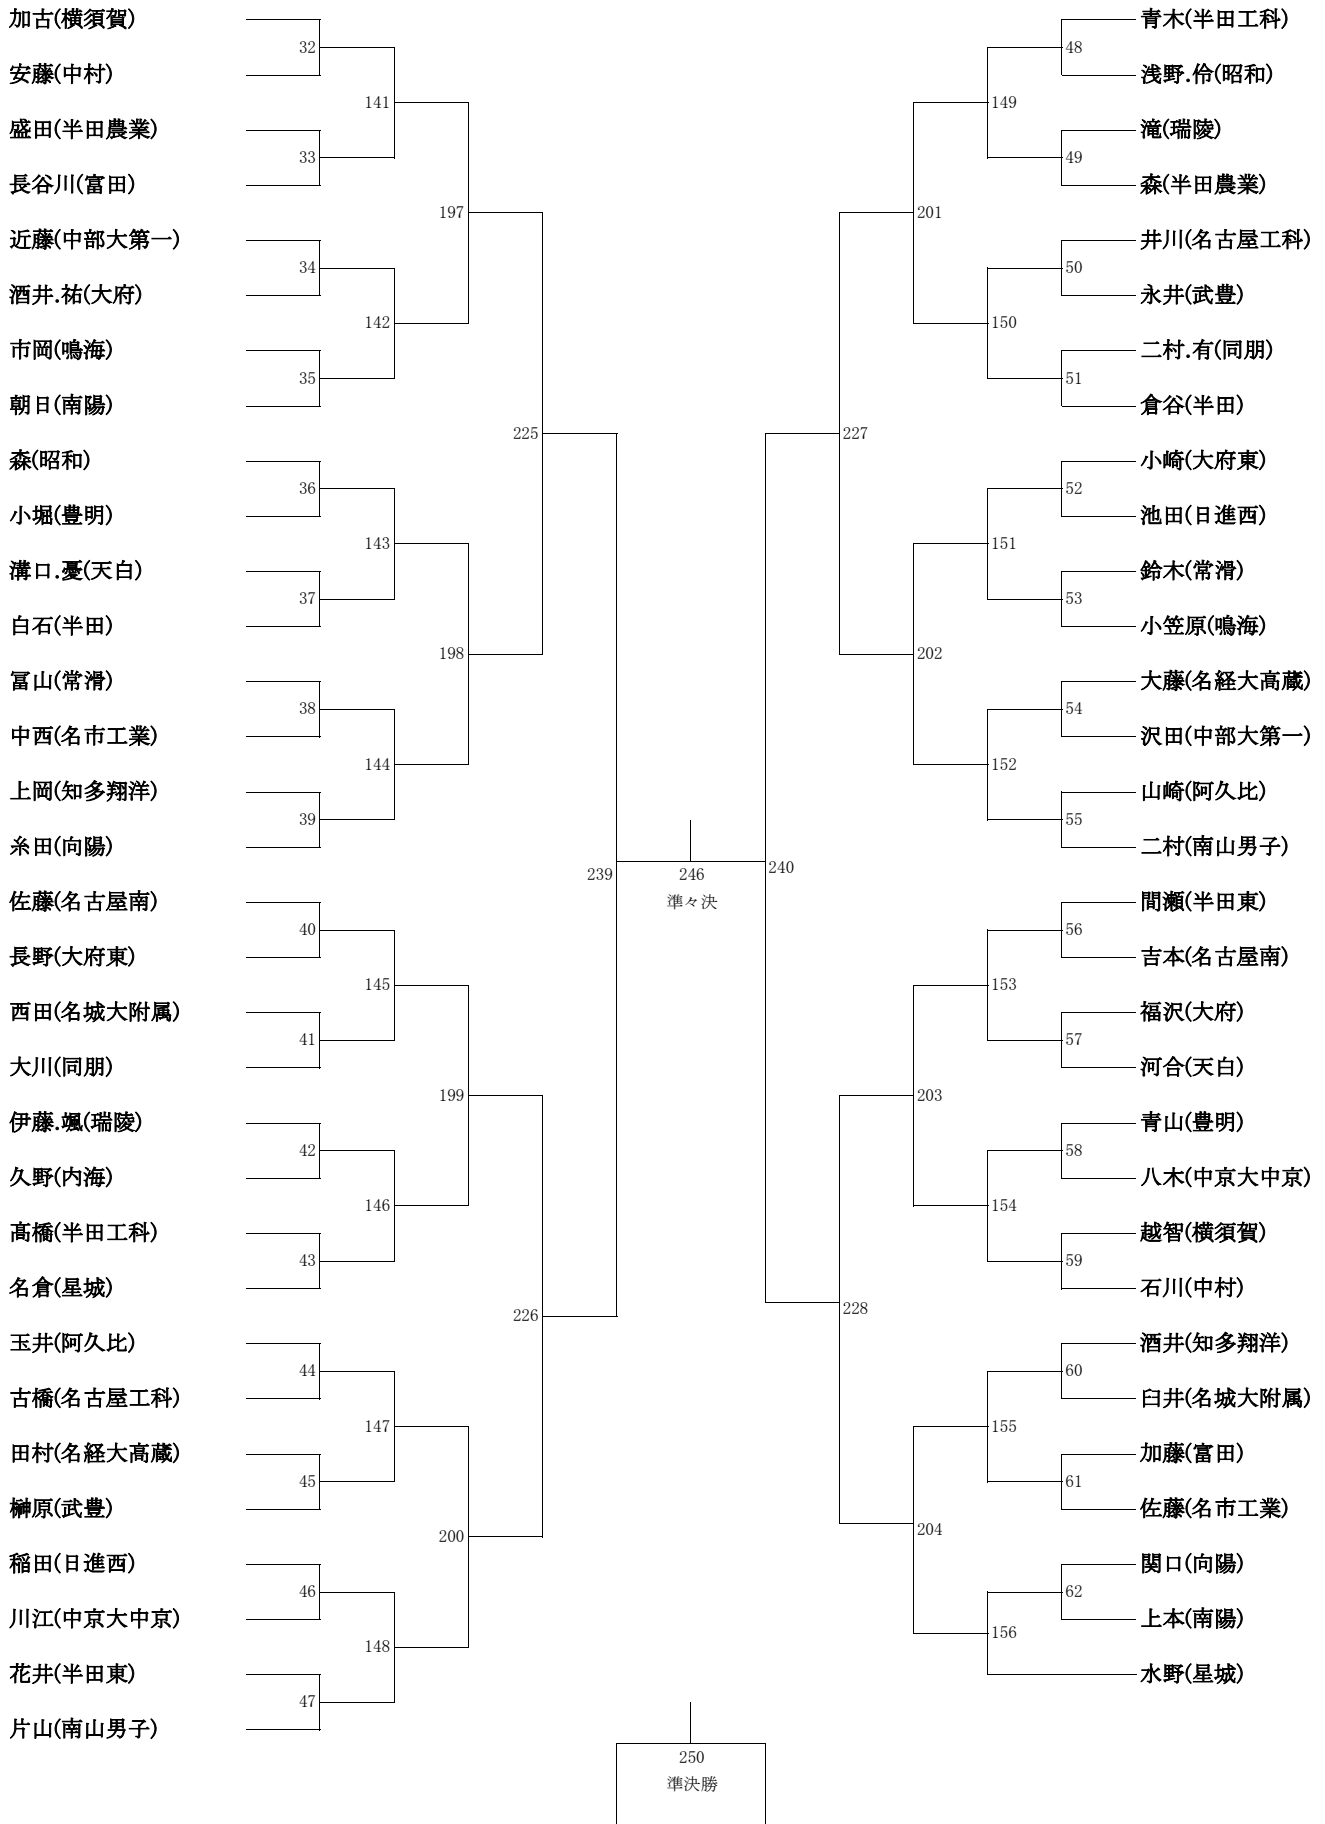 加古(横須賀)
32
安藤(中村)
141
盛田(半田農業)
33
長谷川(富田)
197
近藤(中部大第一)
34
酒井.祐(大府)
142
市岡(鳴海)
35
朝日(南陽)
225
森(昭和)
36
小堀(豊明)
143
溝口.憂(天白)
37
白石(半田)
198
冨山(常滑)
38
中西(名市工業)
144
上岡(知多翔洋)
39
糸田(向陽)
239
佐藤(名古屋南)
40
長野(大府東)
145
西田(名城大附属)
41
大川(同朋)
199
伊藤.颯(瑞陵)
42
久野(内海)
146
髙橋(半田工科)
43
名倉(星城)
226
玉井(阿久比)
44
古橋(名古屋工科)
147
田村(名経大高蔵)
45
榊原(武豊)
200
稲田(日進西)
46
川江(中京大中京)
148
花井(半田東)
47
片山(南山男子)
246
準々決
250
準決勝
青木(半田工科)
48
浅野.伶(昭和)
149
滝(瑞陵)
49
森(半田農業)
201
井川(名古屋工科)
50
永井(武豊)
150
二村.有(同朋)
51
倉谷(半田)
227
小崎(大府東)
52
池田(日進西)
151
鈴木(常滑)
53
小笠原(鳴海)
202
大藤(名経大高蔵)
54
沢田(中部大第一)
152
山崎(阿久比)
55
二村(南山男子)
240
間瀬(半田東)
56
吉本(名古屋南)
153
福沢(大府)
57
河合(天白)
203
青山(豊明)
58
八木(中京大中京)
154
越智(横須賀)
59
石川(中村)
228
酒井(知多翔洋)
60
臼井(名城大附属)
155
加藤(富田)
61
佐藤(名市工業)
204
関口(向陽)
62
上本(南陽)
156
水野(星城)